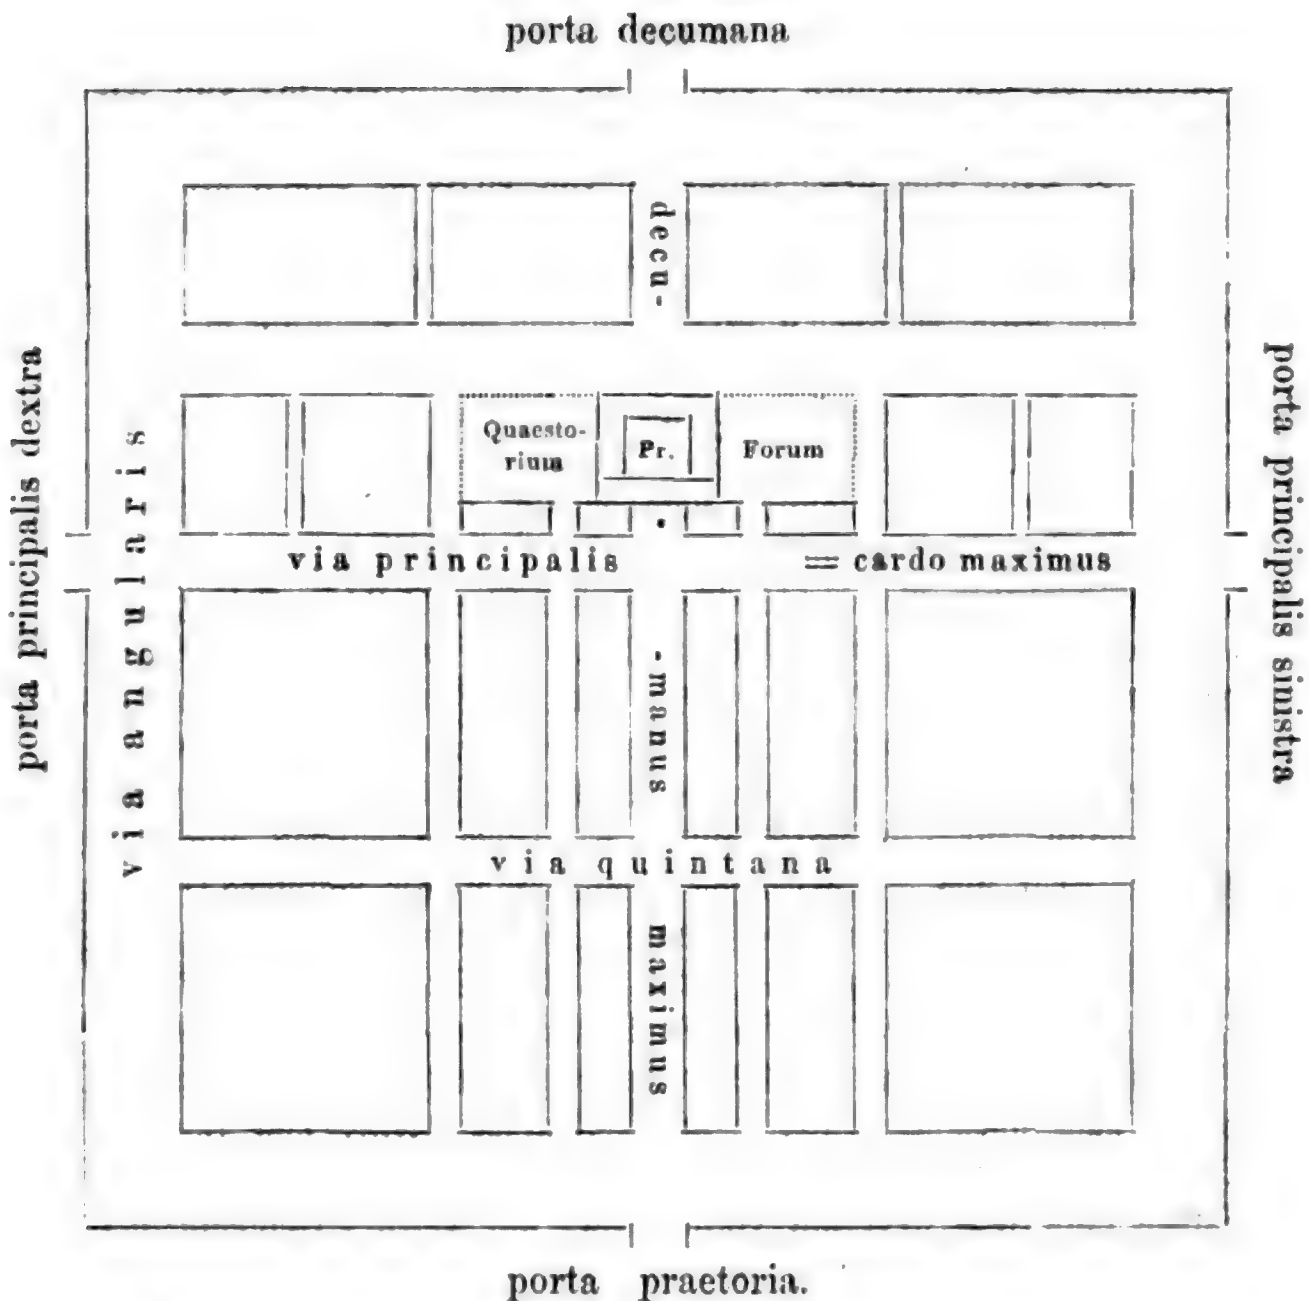 porta decumana
decu-
porta principalis dextra
via angularis
Quaesto-
rium
Pr.
Forum
porta principalis sinistra
via principalis = cardo maximus
-manus
via quintana
maximus
porta praetoria.